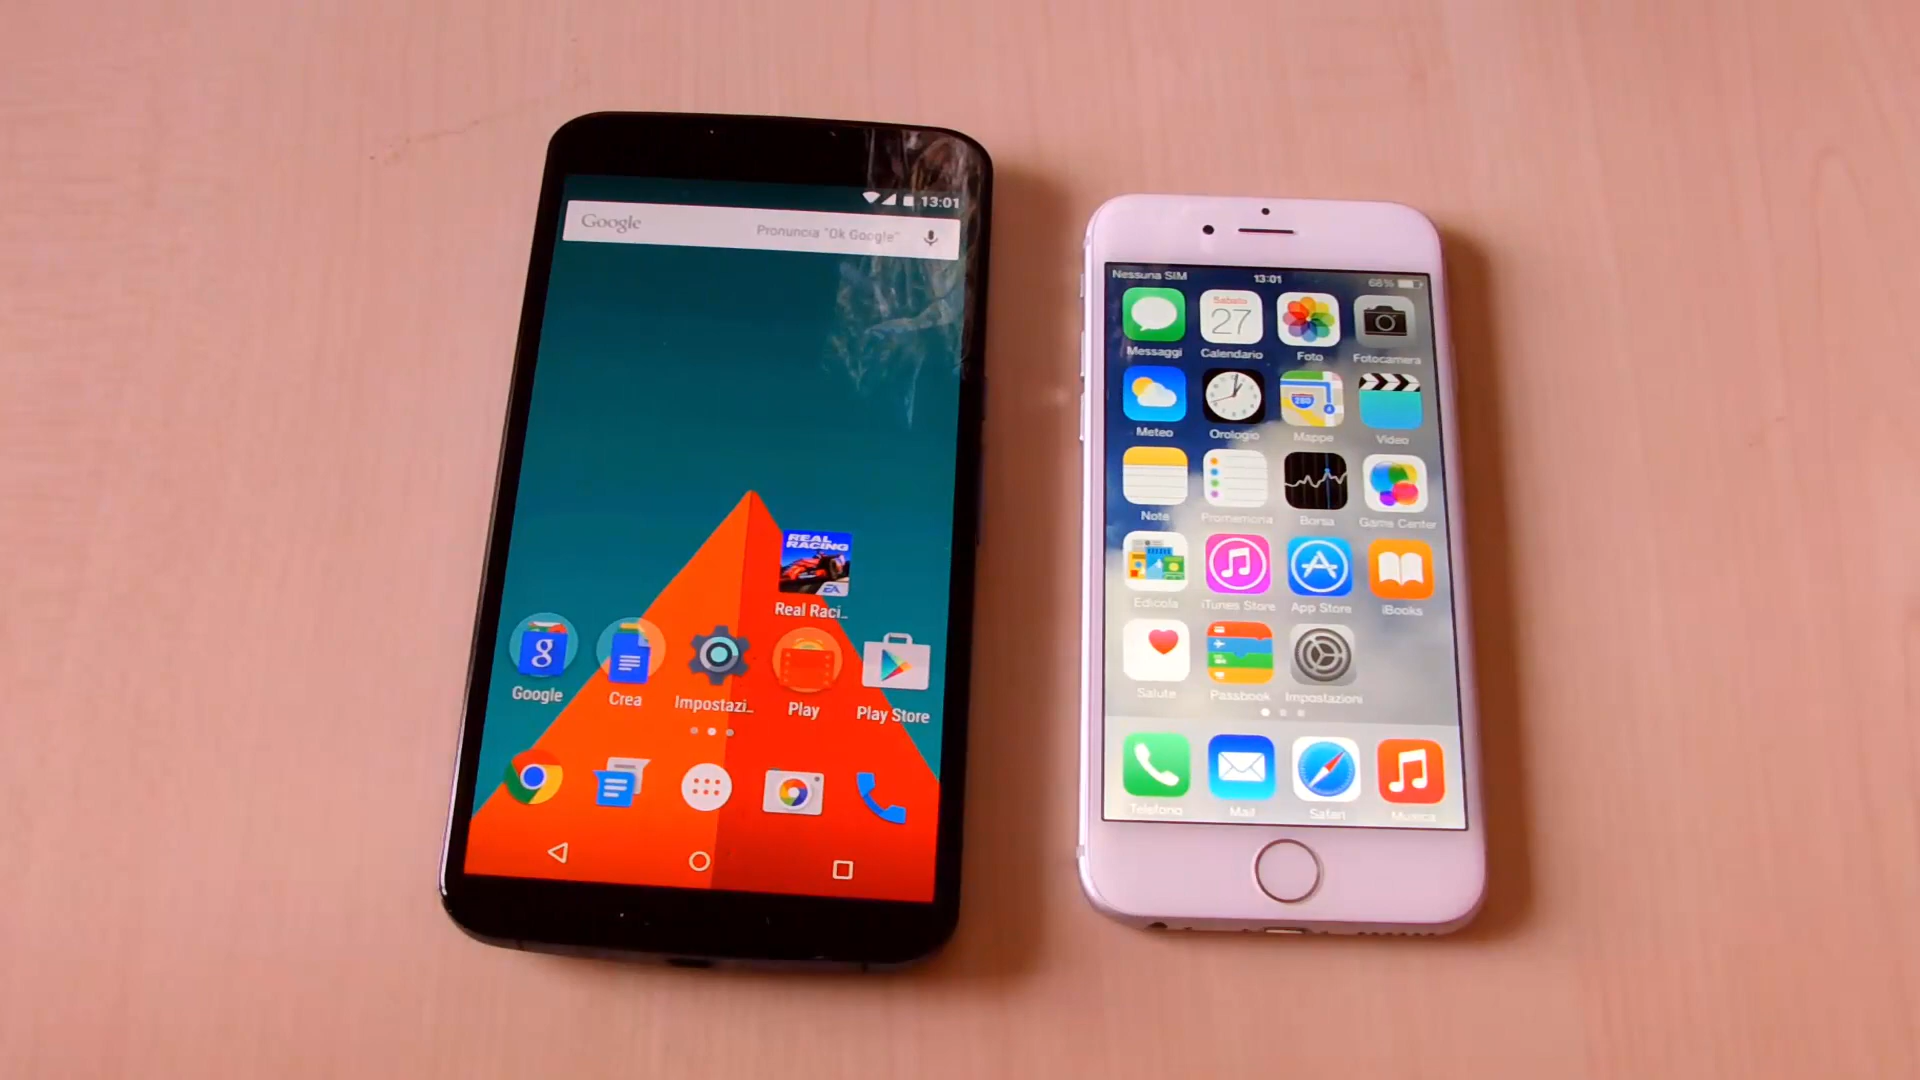 13:01
Google Pronuncia "Ok Google"
REAL
RACING
EA
Real Raci...
g
Google Crea Impostazi... Play Play Store
Nessuna SIM 13:01 68%
Sabato
27
Messaggi Calendario Foto Fotocamera
280
Meteo Orologio Mappe Video
Note Promemoria Borsa Game Center
Edicola iTunes Store App Store iBooks
Salute Passbook Impostazioni
Telefono Mail Safari Musica